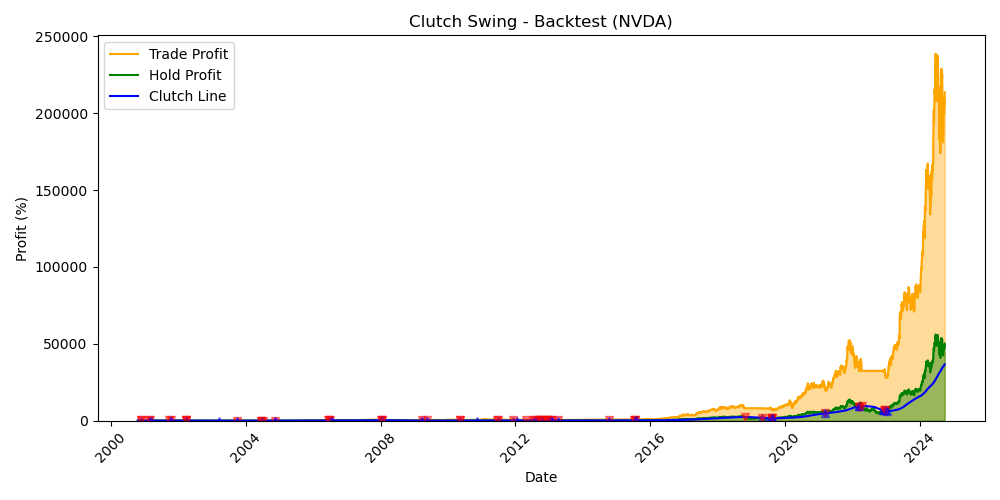 Clutch Swing - Backtest (NVDA)
Trade Profit
Hold Profit
Clutch Line
Profit (%)
250000
200000
150000
100000
50000
0
2000
2004
2008
2012
2016
2020
2024
Date